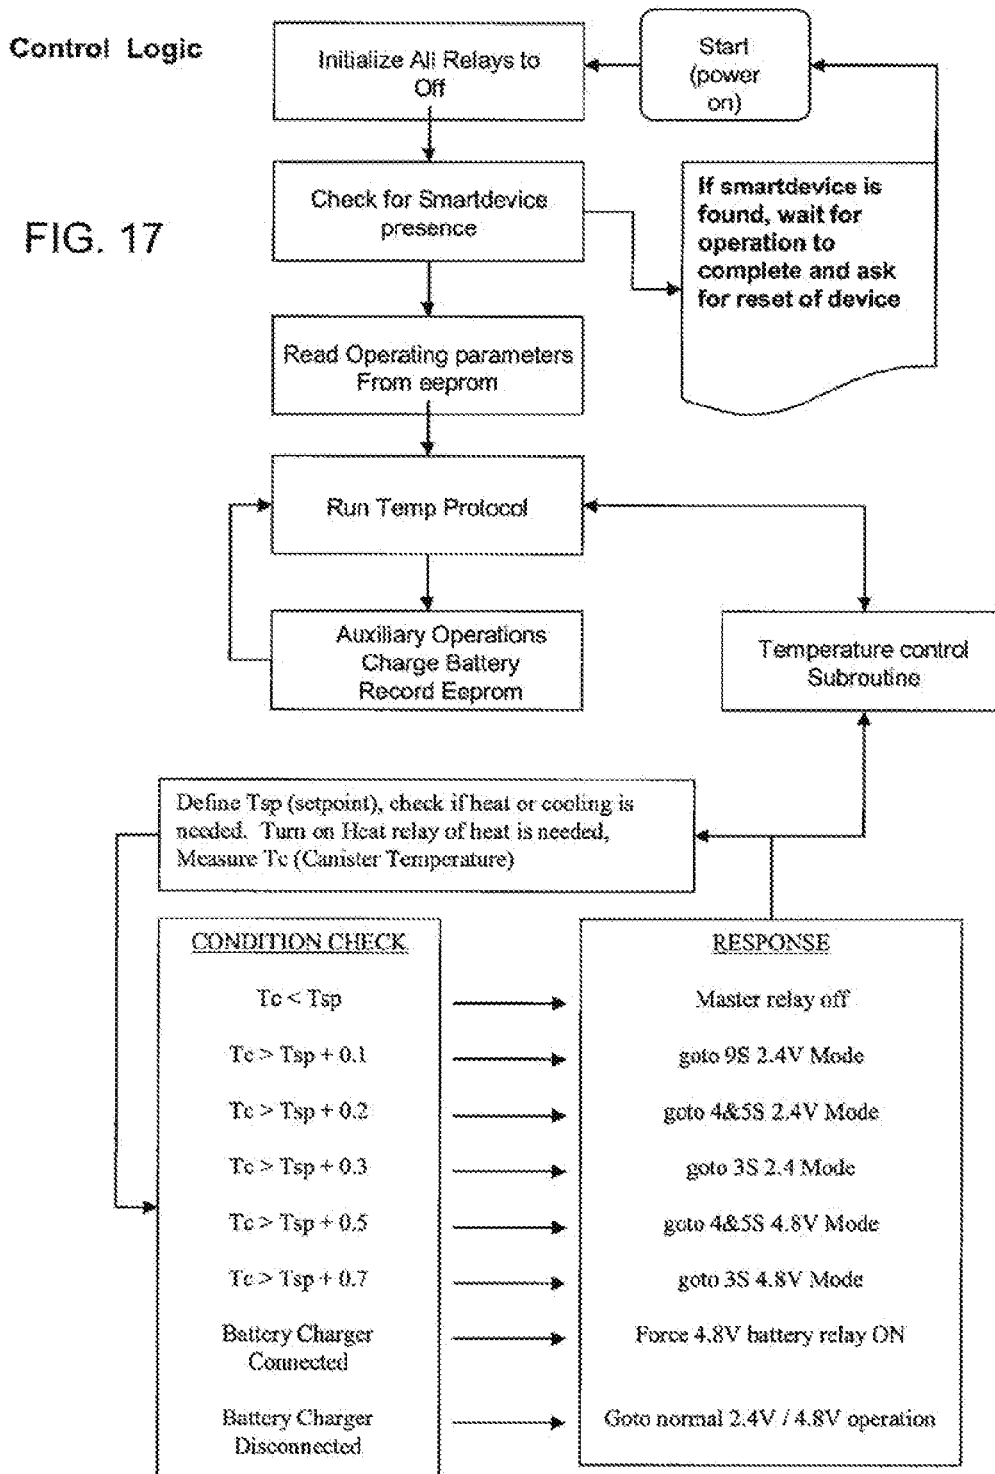 Control Logic
Initialize All Relays to
Off
Start
(power
on)
FIG. 17
Check for Smartdevice
presence
If smartdevice is
found, wait for
operation to
complete and ask
for reset of device
Read Operating parameters
From eeprom
Run Temp Protocol
Auxiliary Operations
Charge Battery
Record Eeprom
Temperature control
Subroutine
Define Tsp (setpoint), check if heat or cooling is
needed. Turn on Heat relay of heat is needed,
Measure Tc (Canister Temperature)
CONDITION CHECK
RESPONSE
Tc < Tsp
Master relay off
Tc > Tsp + 0.1
goto 9S 2.4V Mode
Tc > Tsp + 0.2
goto 4&5S 2.4V Mode
Tc > Tsp + 0.3
goto 3S 2.4 Mode
Tc > Tsp + 0.5
goto 4&5S 4.8V Mode
Tc > Tsp + 0.7
goto 3S 4.8V Mode
Battery Charger
Connected
Force 4.8V battery relay ON
Battery Charger
Disconnected
Goto normal 2.4V / 4.8V operation